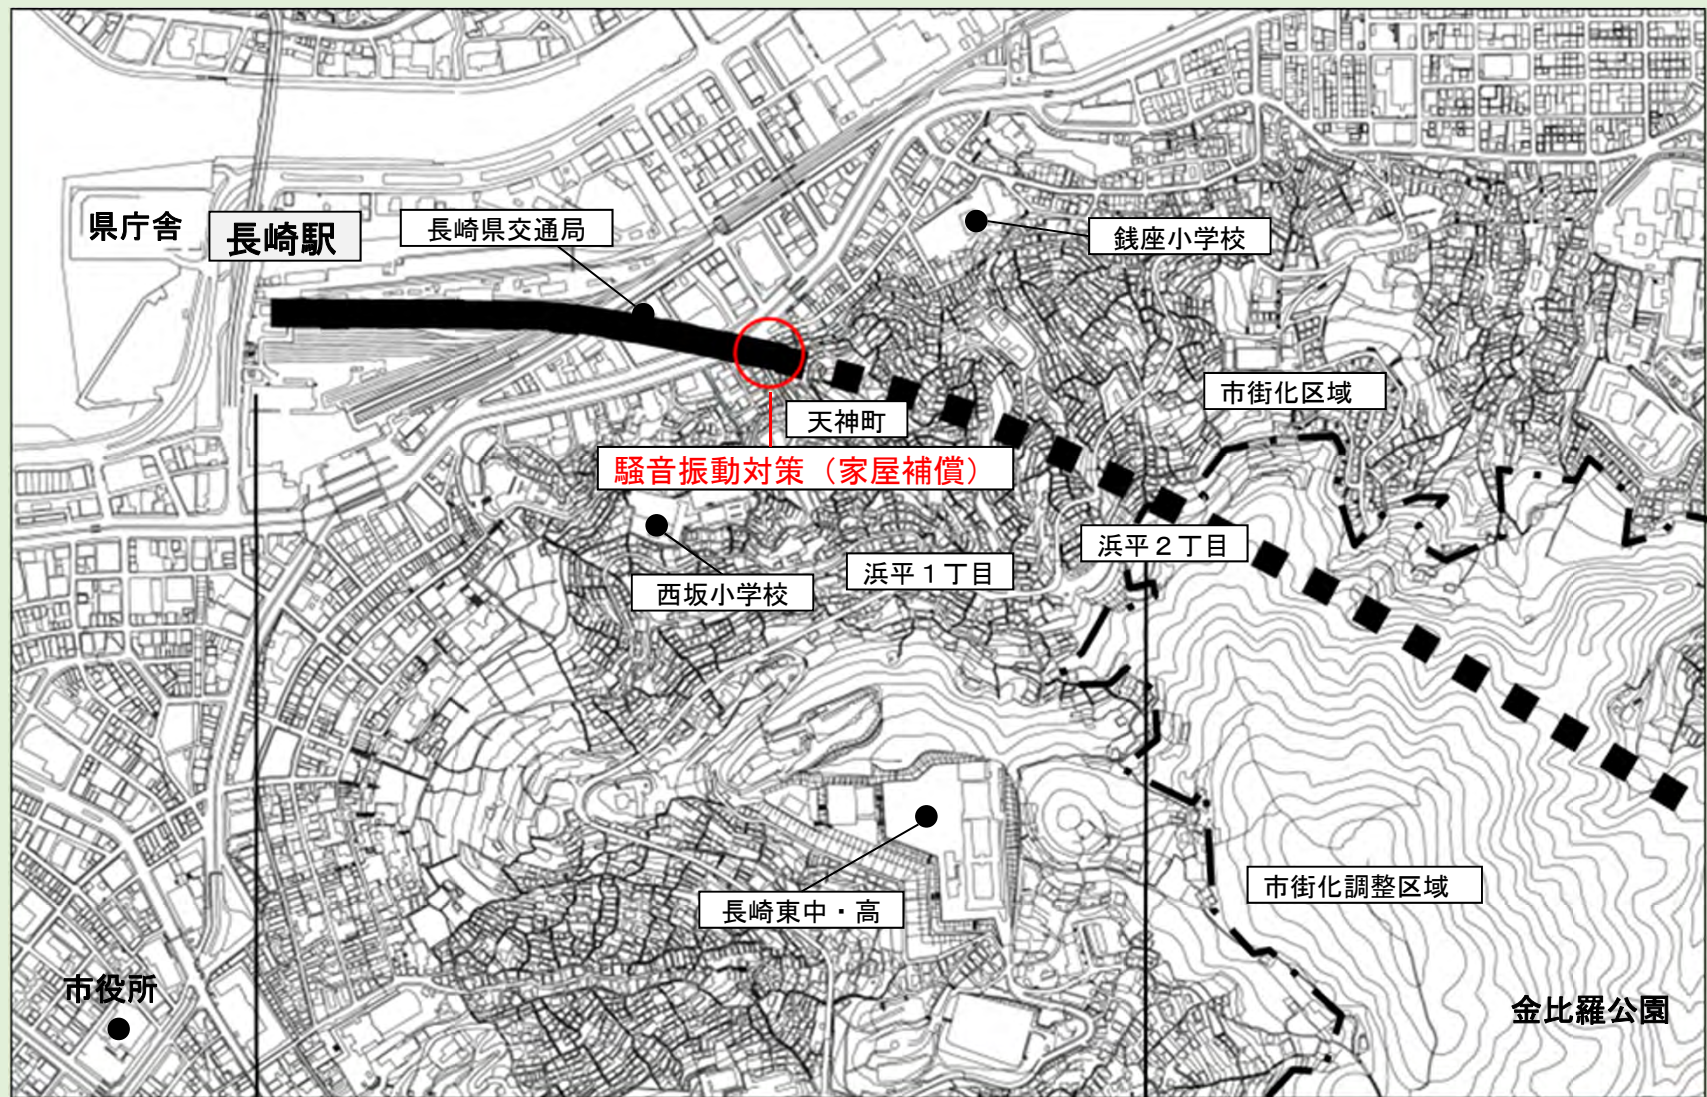 県庁舎
長崎駅
長崎県交通局
銭座小学校
市街化区域
天神町
騒音振動対策（家屋補償）
浜平２丁目
浜平１丁目
西坂小学校
市街化調整区域
長崎東中・高
市役所
金比羅公園